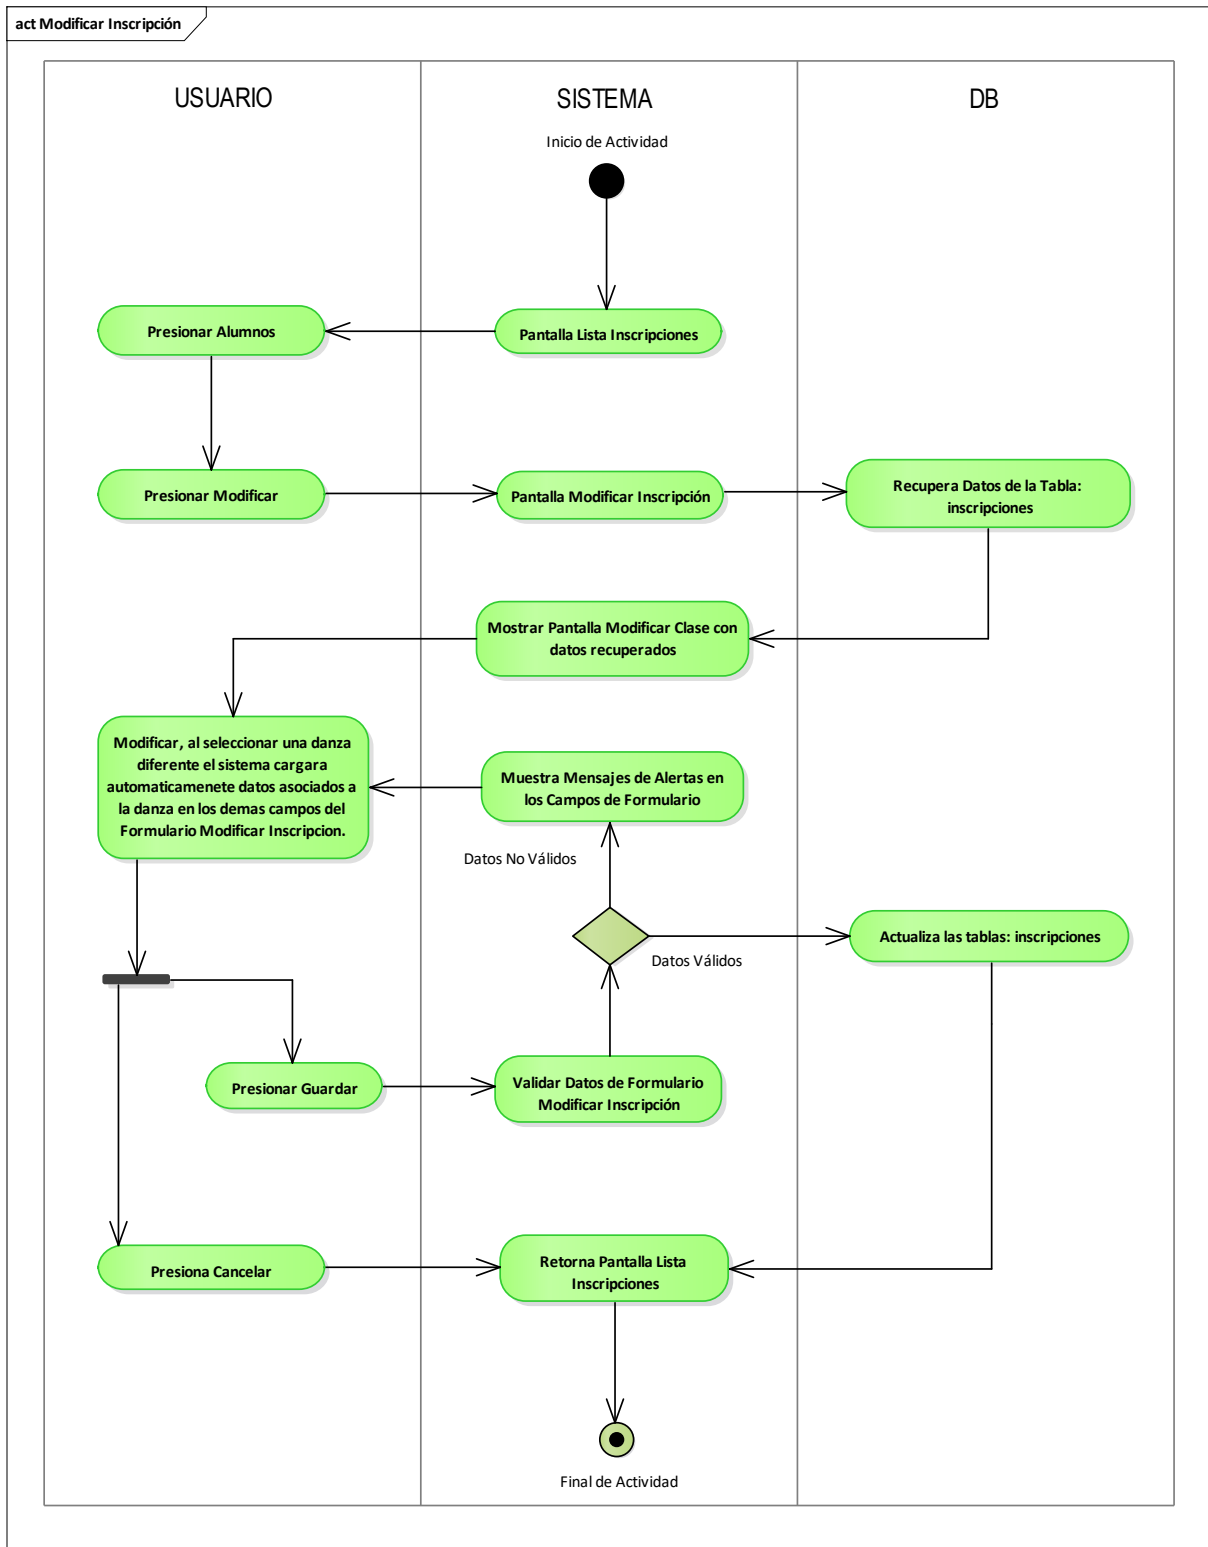 act Modificar Inscripción
USUARIO
SISTEMA
DB
Inicio de Actividad
Presionar Alumnos
Pantalla Lista Inscripciones
Presionar Modificar
Pantalla Modificar Inscripción
Recupera Datos de la Tabla:
inscripciones
Mostrar Pantalla Modificar Clase con
datos recuperados
Modificar, al seleccionar una danza
diferente el sistema cargara
automaticamenete datos asociados a
la danza en los demas campos del
Formulario Modificar Inscripcion.
Muestra Mensajes de Alertas en
los Campos de Formulario
Datos No Válidos
Datos Válidos
Actualiza las tablas: inscripciones
Presionar Guardar
Validar Datos de Formulario
Modificar Inscripción
Presiona Cancelar
Retorna Pantalla Lista
Inscripciones
Final de Actividad